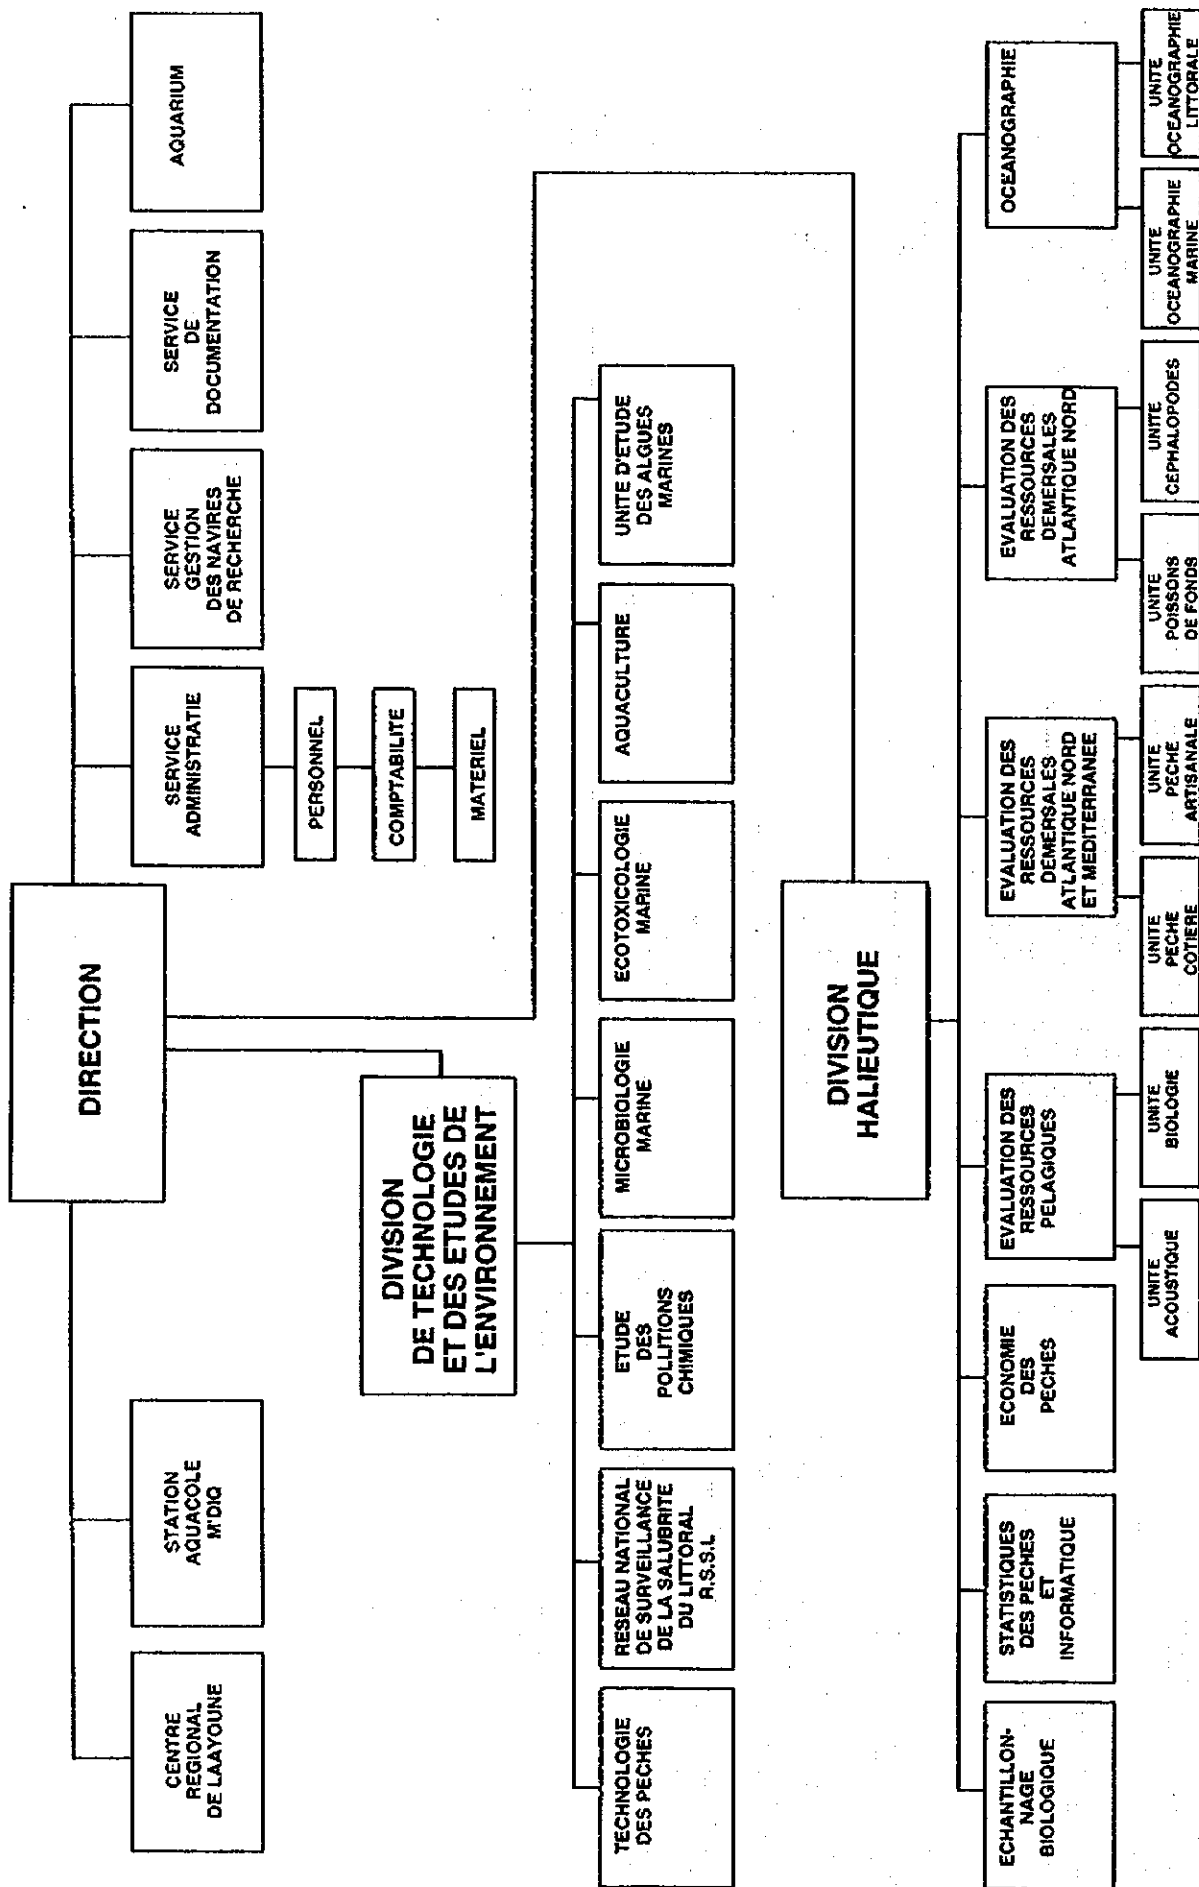 DIRECTION
CENTRE
REGIONAL
DE LAAYOUNE
STATION
AQUACOLE
M'DIQ
SERVICE
ADMINISTRATIE
SERVICE
GESTION
DES NAVIRES
DE RECHERCHE
SERVICE
DE
DOCUMENTATION
AQUARIUM
PERSONNEL
COMPTABILITE
MATERIEL
DIVISION
DE TECHNOLOGIE
ET DES ETUDES DE
L'ENVIRONNEMENT
TECHNOLOGIE
DES PECHES
RESEAU NATIONAL
DE SURVEILLANCE
DE LA SALUBRITE
DU LITTORAL
R.S.S.L
ETUDE
DES
POLLITIONS
CHIMIQUES
MICROBIOLOGIE
MARINE
ECOTOXICOLOGIE
MARINE
AQUACULTURE
UNITE D'ETUDE
DES ALGUES
MARINES
DIVISION
HALIEUTIQUE
ECHANTILLON-
NAGE
BIOLOGIQUE
STATISTIQUES
DES PECHES
ET
INFORMATIQUE
ECONOMIE
DES
PECHES
EVALUATION DES
RESSOURCES
PELAGIQUES
EVALUATION DES
RESSOURCES
DEMERSALES
ATLANTIQUE NORD
ET MEDITERRANEE
EVALUATION DES
RESSOURCES
DEMERSALES
ATLANTIQUE NORD
OCEANOGRAPHIE
UNITE
ACOUSTIQUE
UNITE
BIOLOGIE
UNITE
PECHE
COTIERE
UNITE
PECHE
ARTISANALE
UNITE
POISSONS
DE FONDS
UNITE
CEPHALOPODES
UNITE
OCEANOGRAPHIE
MARINE
UNITE
OCEANOGRAPHIE
LITTORALE